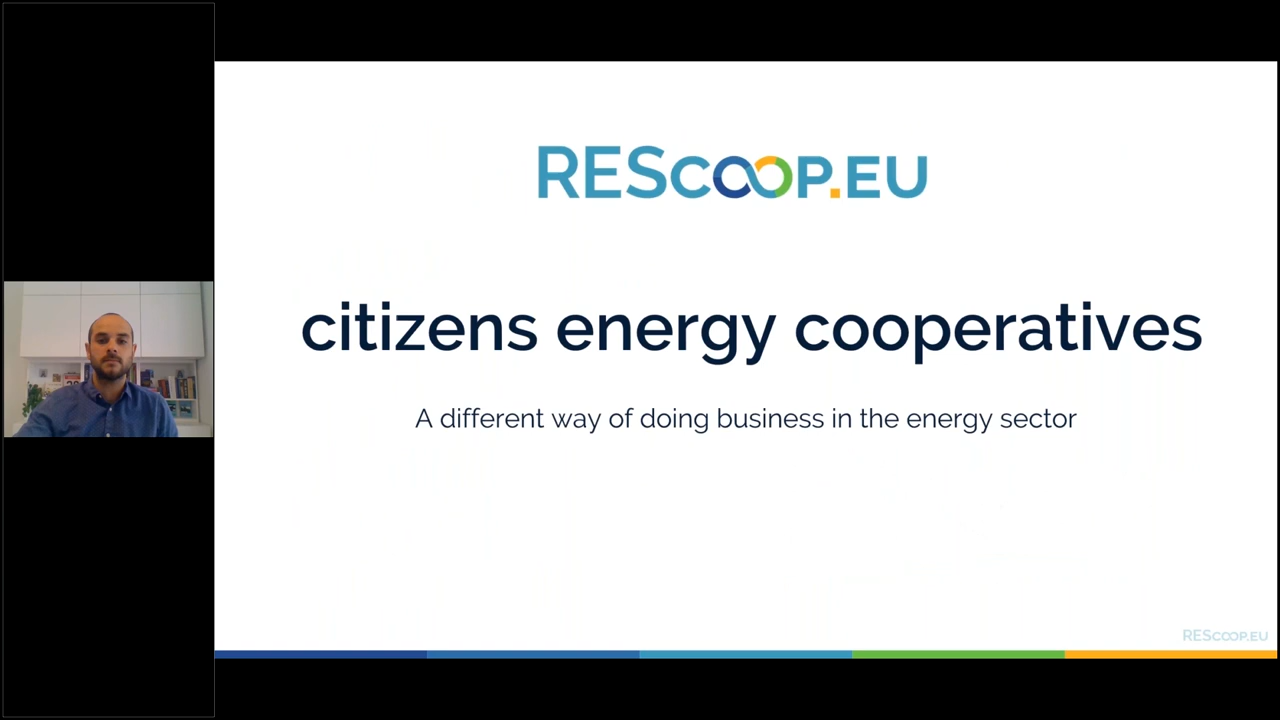 REScoop.EU
citizens energy cooperatives
A different way of doing business in the energy sector
REScoop.EU